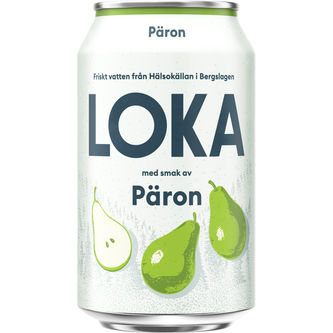 Päron
Friskt vatten från Hälsokällan i Bergslagen
LOKA
med smak av
Päron